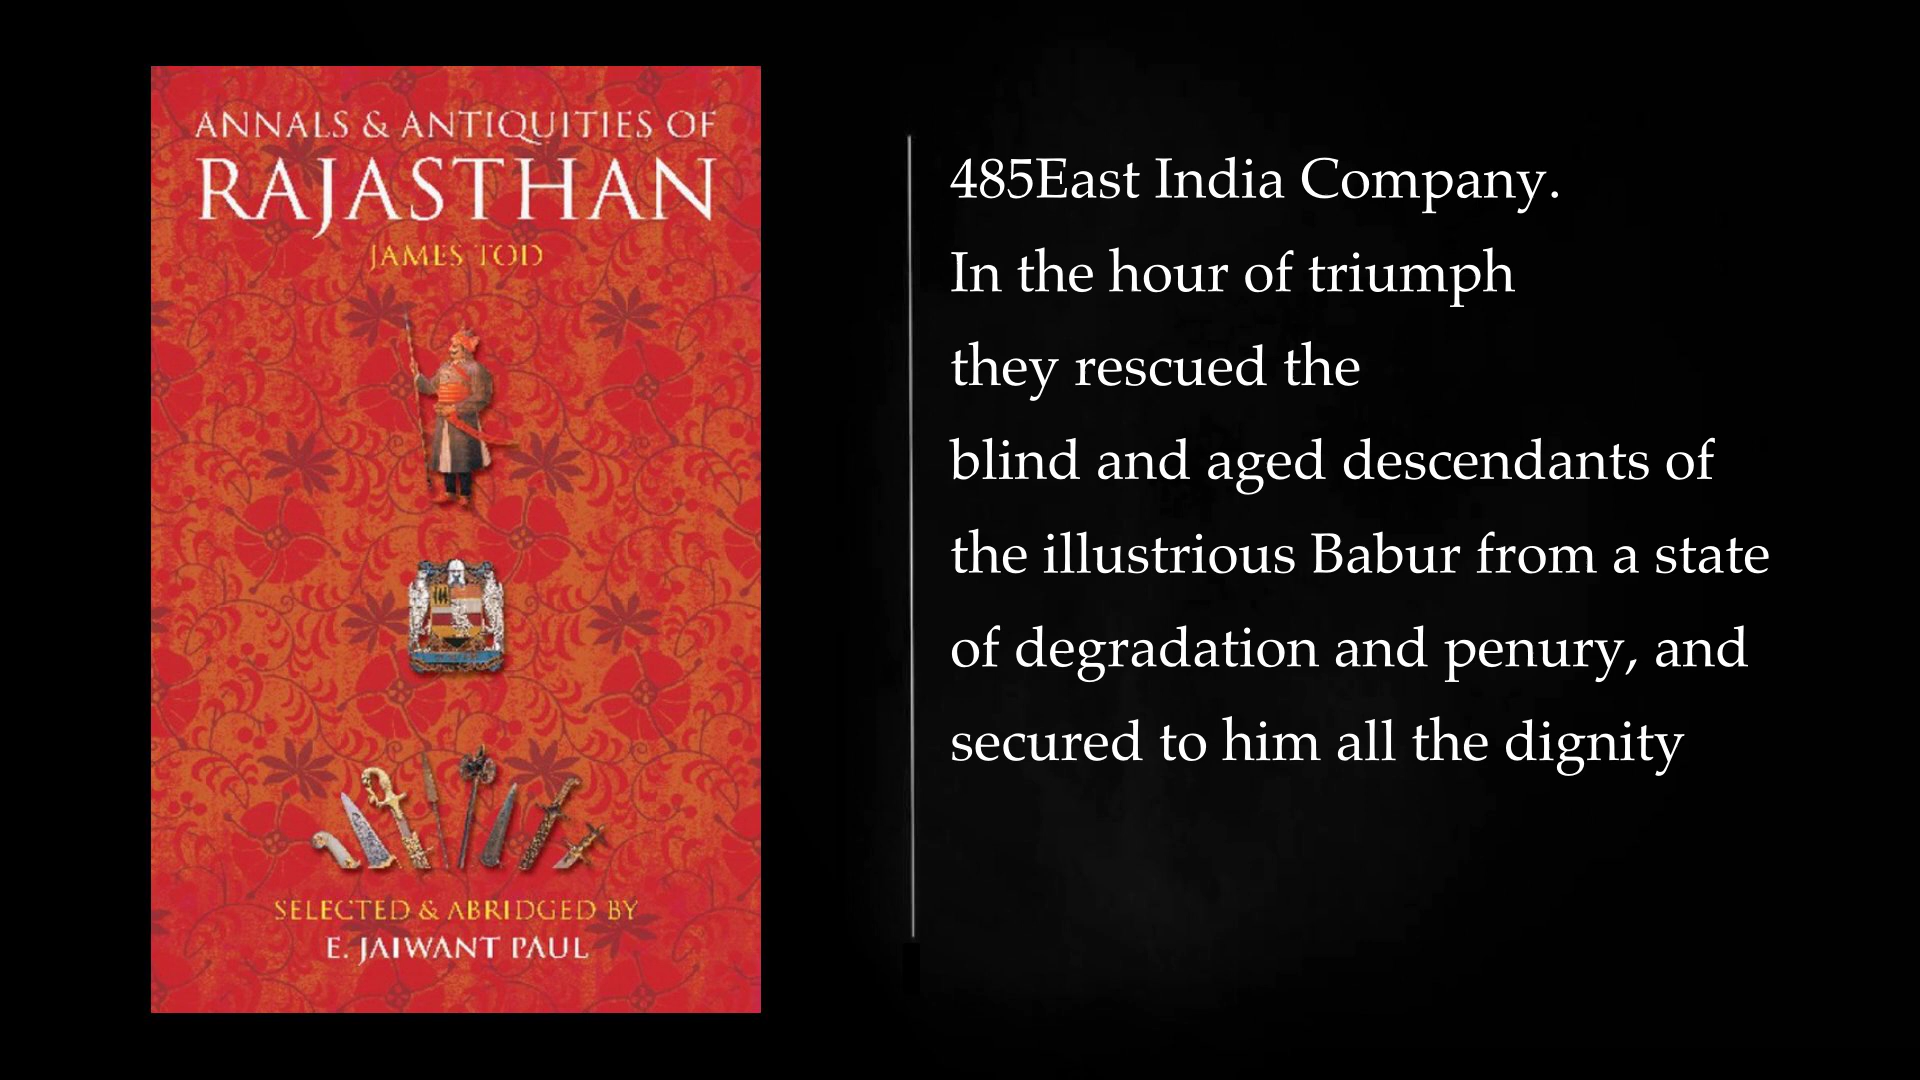 ANNALS & ANTIQUITIES OF
RAJASTHAN
JAMES TOD
SELECTED & ABRIDGED BY
E. JAIWANT PAUL
485East India Company.
In the hour of triumph
they rescued the
blind and aged descendants of
the illustrious Babur from a state
of degradation and penury, and
secured to him all the dignity